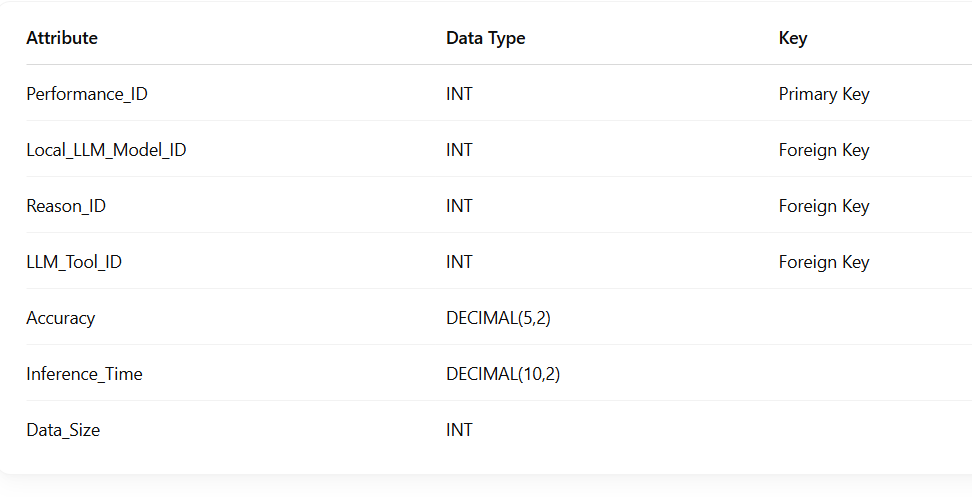 Attribute Data Type Key
Performance_ID INT Primary Key
Local_LLM_Model_ID INT Foreign Key
Reason_ID INT Foreign Key
LLM_Tool_ID INT Foreign Key
Accuracy DECIMAL(5,2)
Inference_Time DECIMAL(10,2)
Data_Size INT